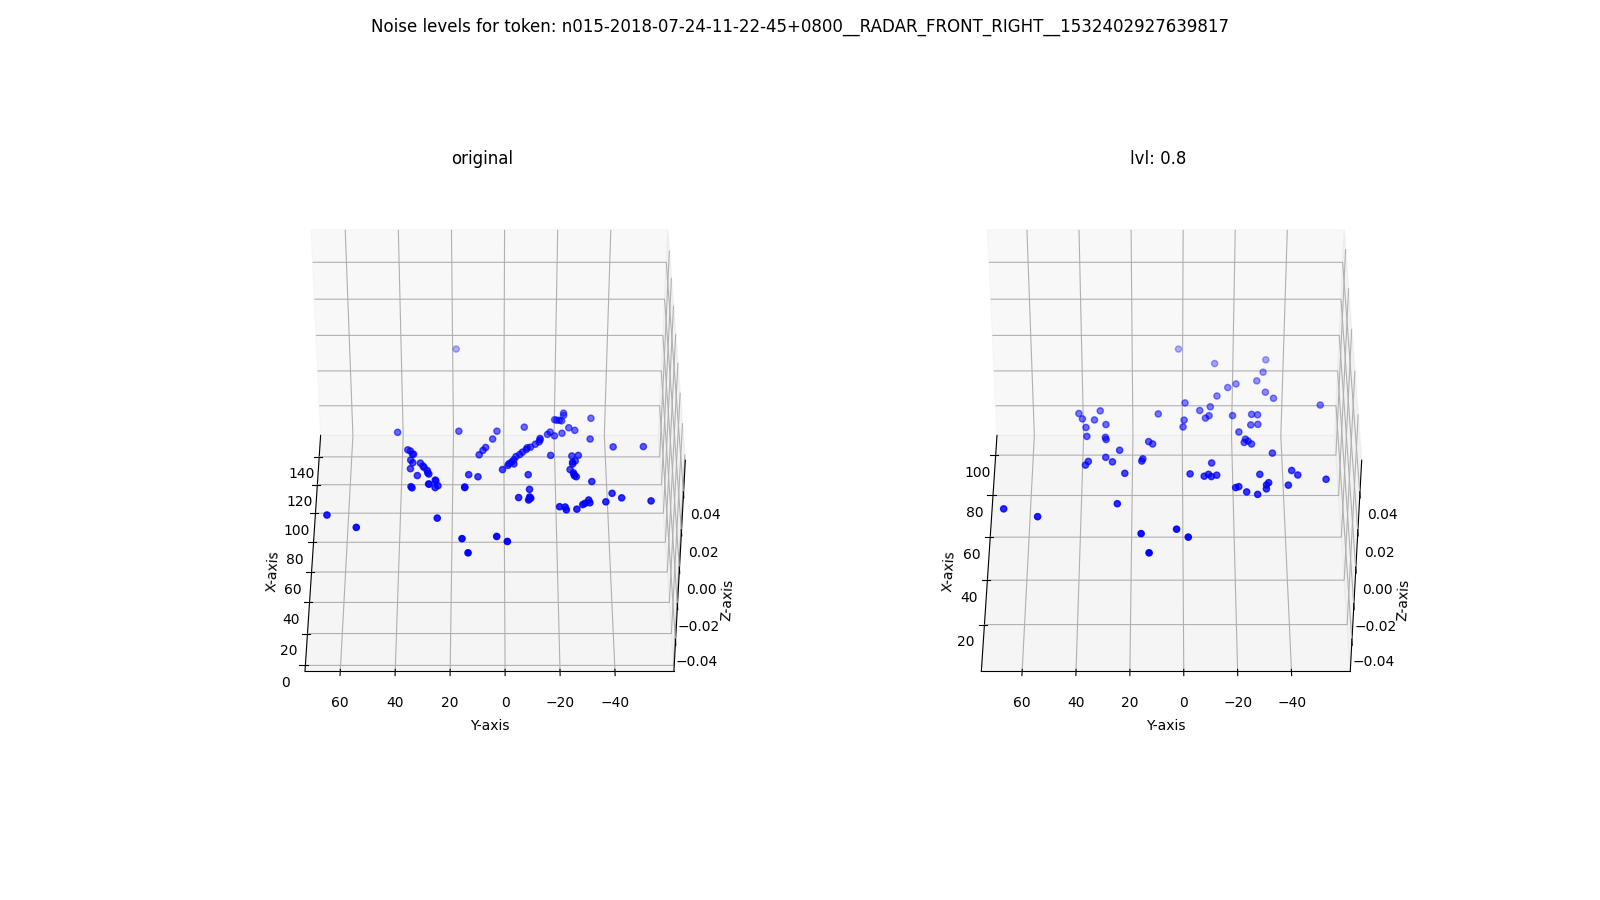 Noise levels for token: n015-2018-07-24-11-22-45+0800__RADAR_FRONT_RIGHT__1532402927639817
original
140
120
100
80
60
40
20
0
X-axis
60 40 20 0 −20 −40
Y-axis
0.04
0.02
0.00
−0.02
−0.04
Z-axis
lvl: 0.8
100
80
60
40
20
X-axis
60 40 20 0 −20 −40
Y-axis
0.04
0.02
0.00
−0.02
−0.04
Z-axis